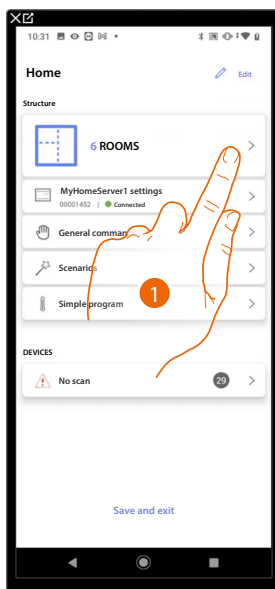 10:31
Home
Edit
Structure
6 ROOMS
MyHomeServer1 settings
00001452 | Connected
General comman
Scenarios
Simple program
1
DEVICES
No scan
29
Save and exit